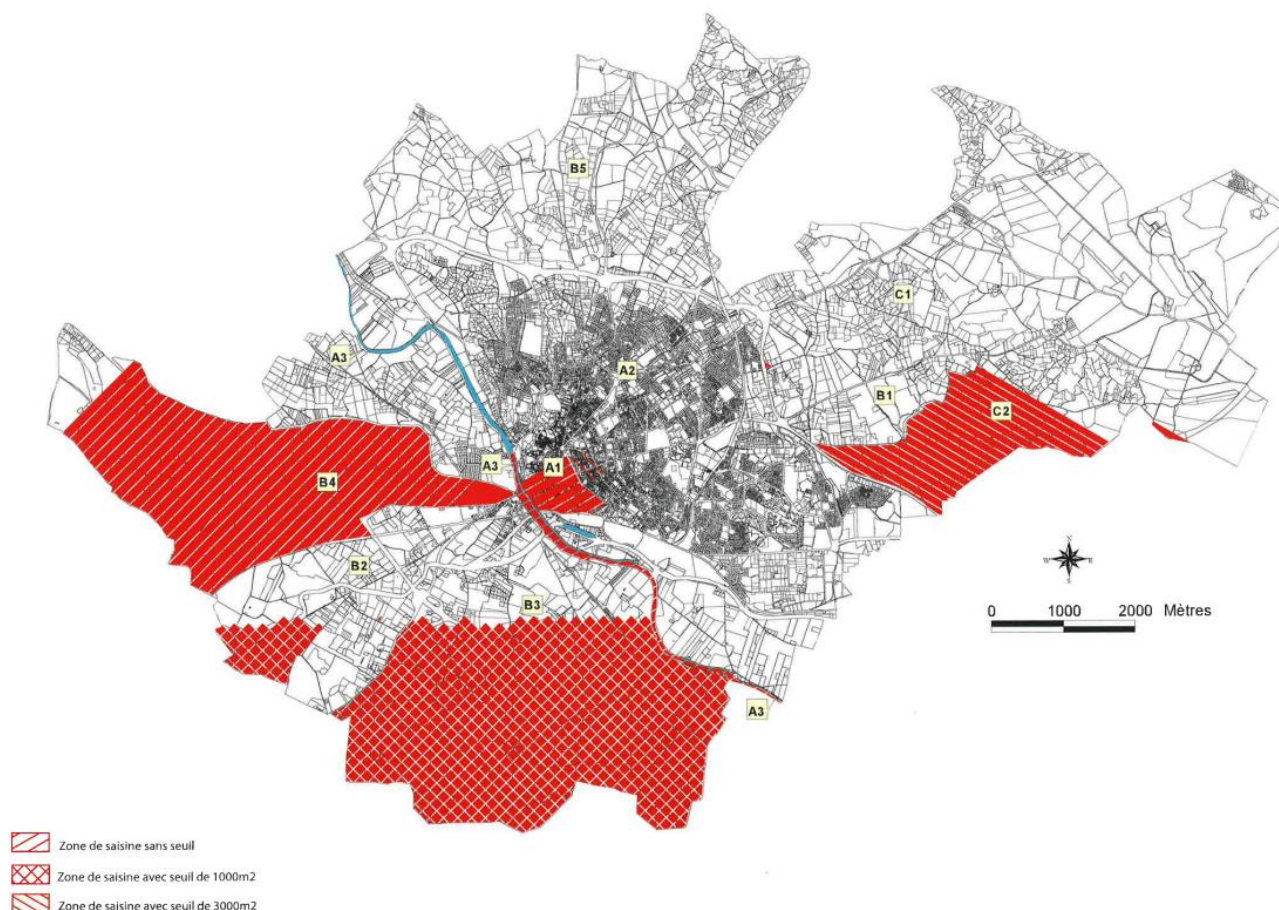 B5
C1
A3
A2
B1
C2
A3
A1
B4
N
W
E
S
B2
B3
0 1000 2000 Mètres
A3
Zone de saisine sans seuil
Zone de saisine avec seuil de 1000m2
Zone de saisine avec seuil de 3000m2